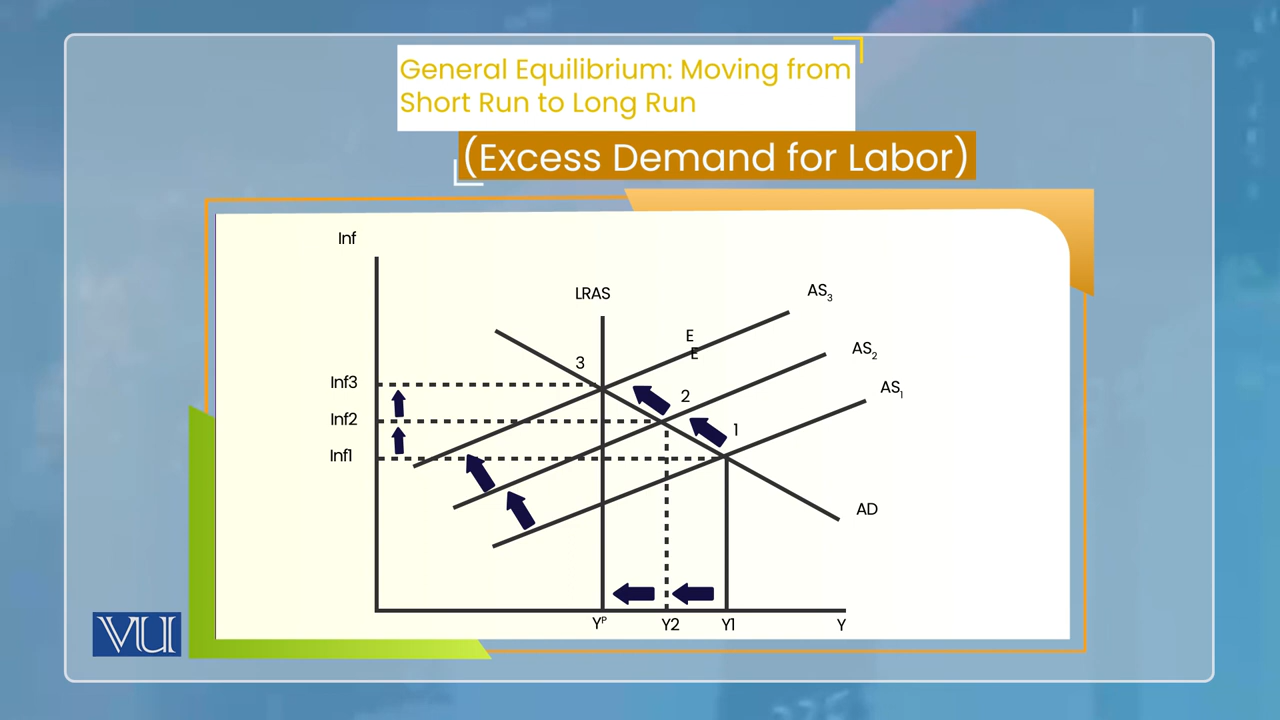 General Equilibrium: Moving from
Short Run to Long Run
(Excess Demand for Labor)
Inf
LRAS
AS3
E
E
AS2
3
Inf3
AS1
2
Inf2
1
Inf1
AD
Yᴾ
Y2
Y1
Y
VU